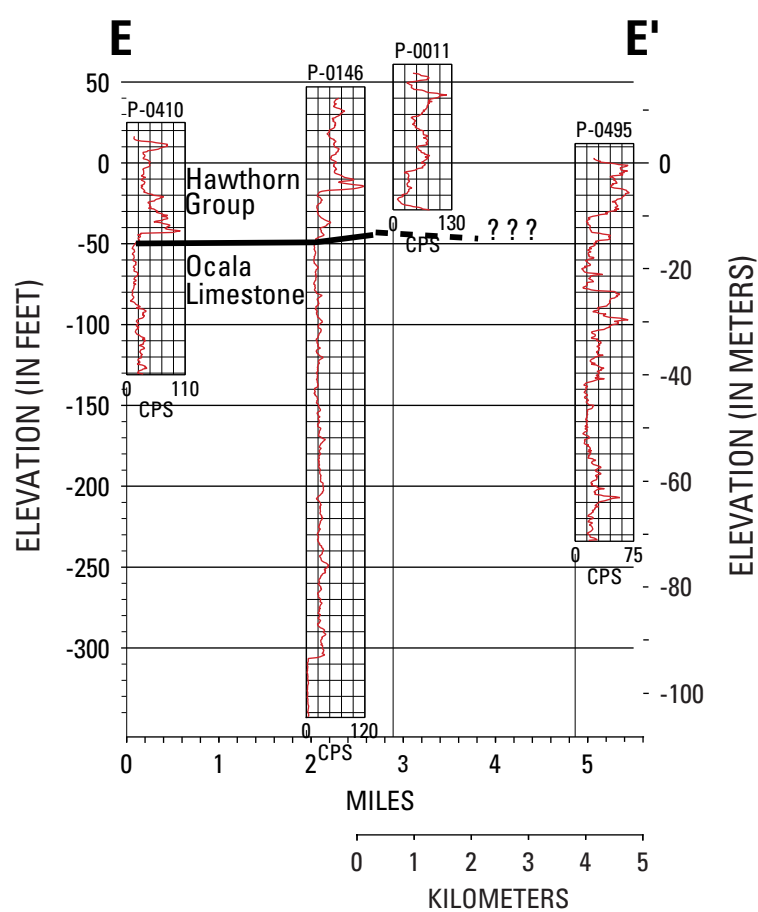 E E'
P-0011
P-0146
P-0410
P-0495
50
0
-50
-100
-150
-200
-250
-300
ELEVATION (IN FEET)
Hawthorn
Group
Ocala
Limestone
? ? ?
0 110
CPS
0 120
CPS
0 130
CPS
0 75
CPS
0
-20
-40
-60
-80
-100
ELEVATION (IN METERS)
0 1 2 3 4 5
MILES
0 1 2 3 4 5
KILOMETERS